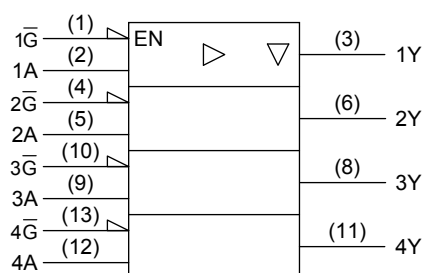 1G̅ (1) EN (3) 1Y
1A (2)
2G̅ (4) (6) 2Y
2A (5)
3G̅ (10) (8) 3Y
3A (9)
4G̅ (13) (11) 4Y
4A (12)